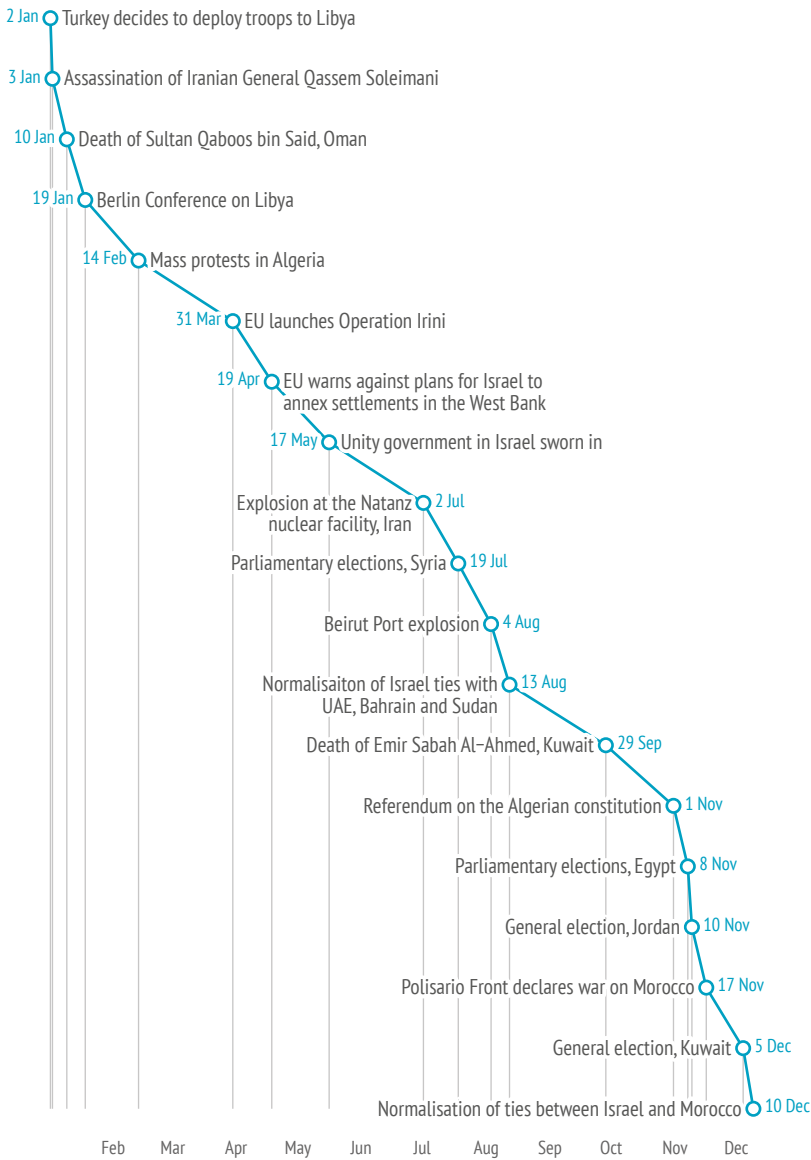 2 Jan Turkey decides to deploy troops to Libya
3 Jan Assassination of Iranian General Qassem Soleimani
10 Jan Death of Sultan Qaboos bin Said, Oman
19 Jan Berlin Conference on Libya
14 Feb Mass protests in Algeria
31 Mar EU launches Operation Irini
19 Apr EU warns against plans for Israel to
annex settlements in the West Bank
17 May Unity government in Israel sworn in
Explosion at the Natanz 2 Jul
nuclear facility, Iran
Parliamentary elections, Syria 19 Jul
Beirut Port explosion 4 Aug
Normalisaiton of Israel ties with 13 Aug
UAE, Bahrain and Sudan
Death of Emir Sabah Al-Ahmed, Kuwait 29 Sep
Referendum on the Algerian constitution 1 Nov
Parliamentary elections, Egypt 8 Nov
General election, Jordan 10 Nov
Polisario Front declares war on Morocco 17 Nov
General election, Kuwait 5 Dec
Normalisation of ties between Israel and Morocco 10 Dec
Feb Mar Apr May Jun Jul Aug Sep Oct Nov Dec